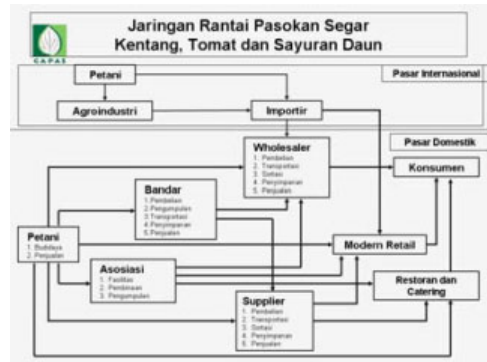 Jaringan Rantai Pasokan Segar
Kentang, Tomat dan Sayuran Daun
GAPAS
Petani
Pasar Internasional
Agroindustri
Importir
Pasar Domestik
Wholesaler
1. Pembelian
2. Transportasi
3. Sortasi
4. Penyimpanan
5. Penjualan
Konsumen
Bandar
1. Pembelian
2. Pengumpulan
3. Transportasi
4. Penyimpanan
5. Penjualan
Petani
1. Budidaya
2. Penjualan
Modern Retail
Asosiasi
1. Fasilitas
2. Pembinaan
3. Pengumpulan
Restoran dan
Catering
Supplier
1. Pembelian
2. Transportasi
3. Sortasi
4. Penyimpanan
5. Penjualan